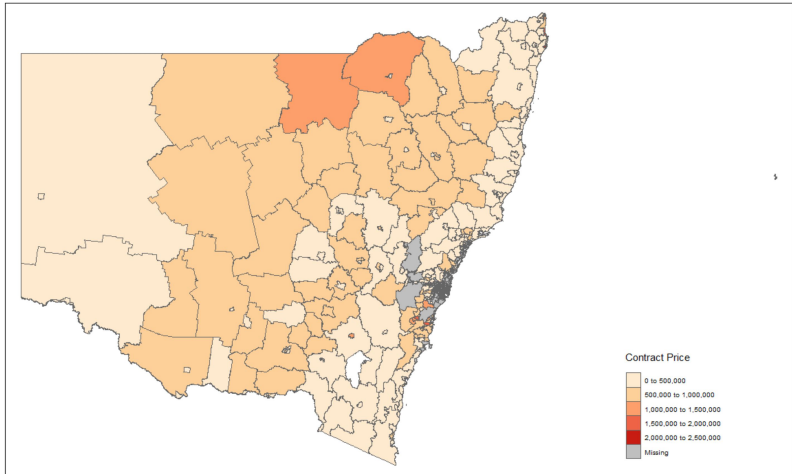 Contract Price
0 to 500,000
500,000 to 1,000,000
1,000,000 to 1,500,000
1,500,000 to 2,000,000
2,000,000 to 2,500,000
Missing